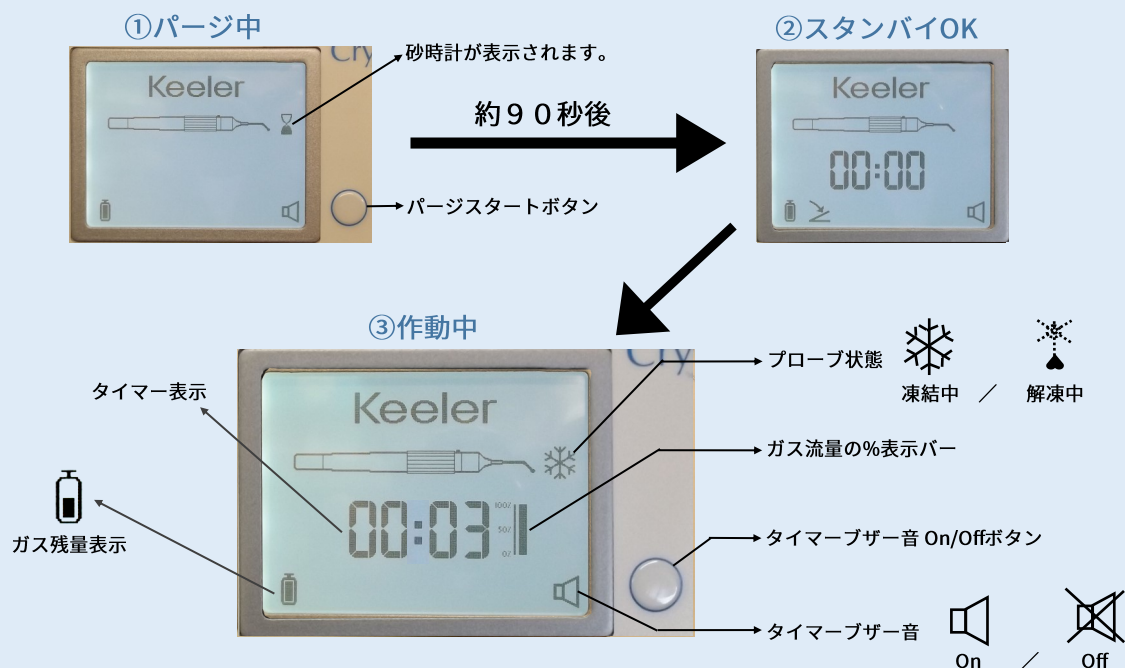 ①パージ中
Cry
Keeler
砂時計が表示されます。
パージスタートボタン
約９０秒後
②スタンバイOK
Keeler
00:00
③作動中
Cry
Keeler
00:03
100%
50%
0%
タイマー表示
ガス残量表示
プローブ状態
凍結中 ／ 解凍中
ガス流量の%表示バー
タイマーブザー音 On/Offボタン
タイマーブザー音
On ／ Off